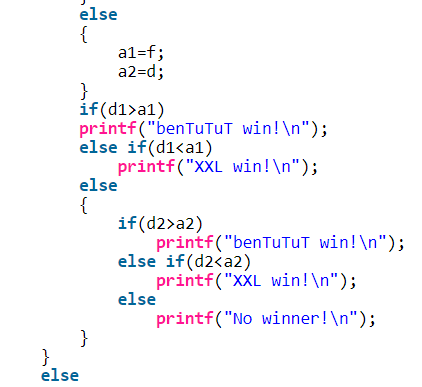 }
else
{
a1=f;
a2=d;
}
if(d1>a1)
printf("benTuTuT win!\n");
else if(d1<a1)
printf("XXL win!\n");
else
{
if(d2>a2)
printf("benTuTuT win!\n");
else if(d2<a2)
printf("XXL win!\n");
else
printf("No winner!\n");
}
}
else